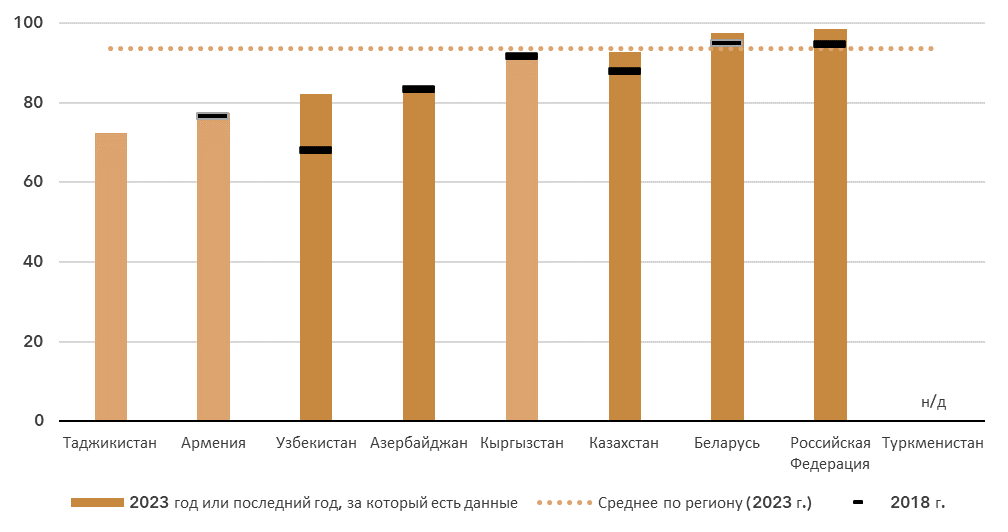 100
80
60
40
20
0
н/д
Таджикистан Армения Узбекистан Азербайджан Кыргызстан Казахстан Беларусь Российская Федерация Туркменистан
2023 год или последний год, за который есть данные Среднее по региону (2023 г.) 2018 г.